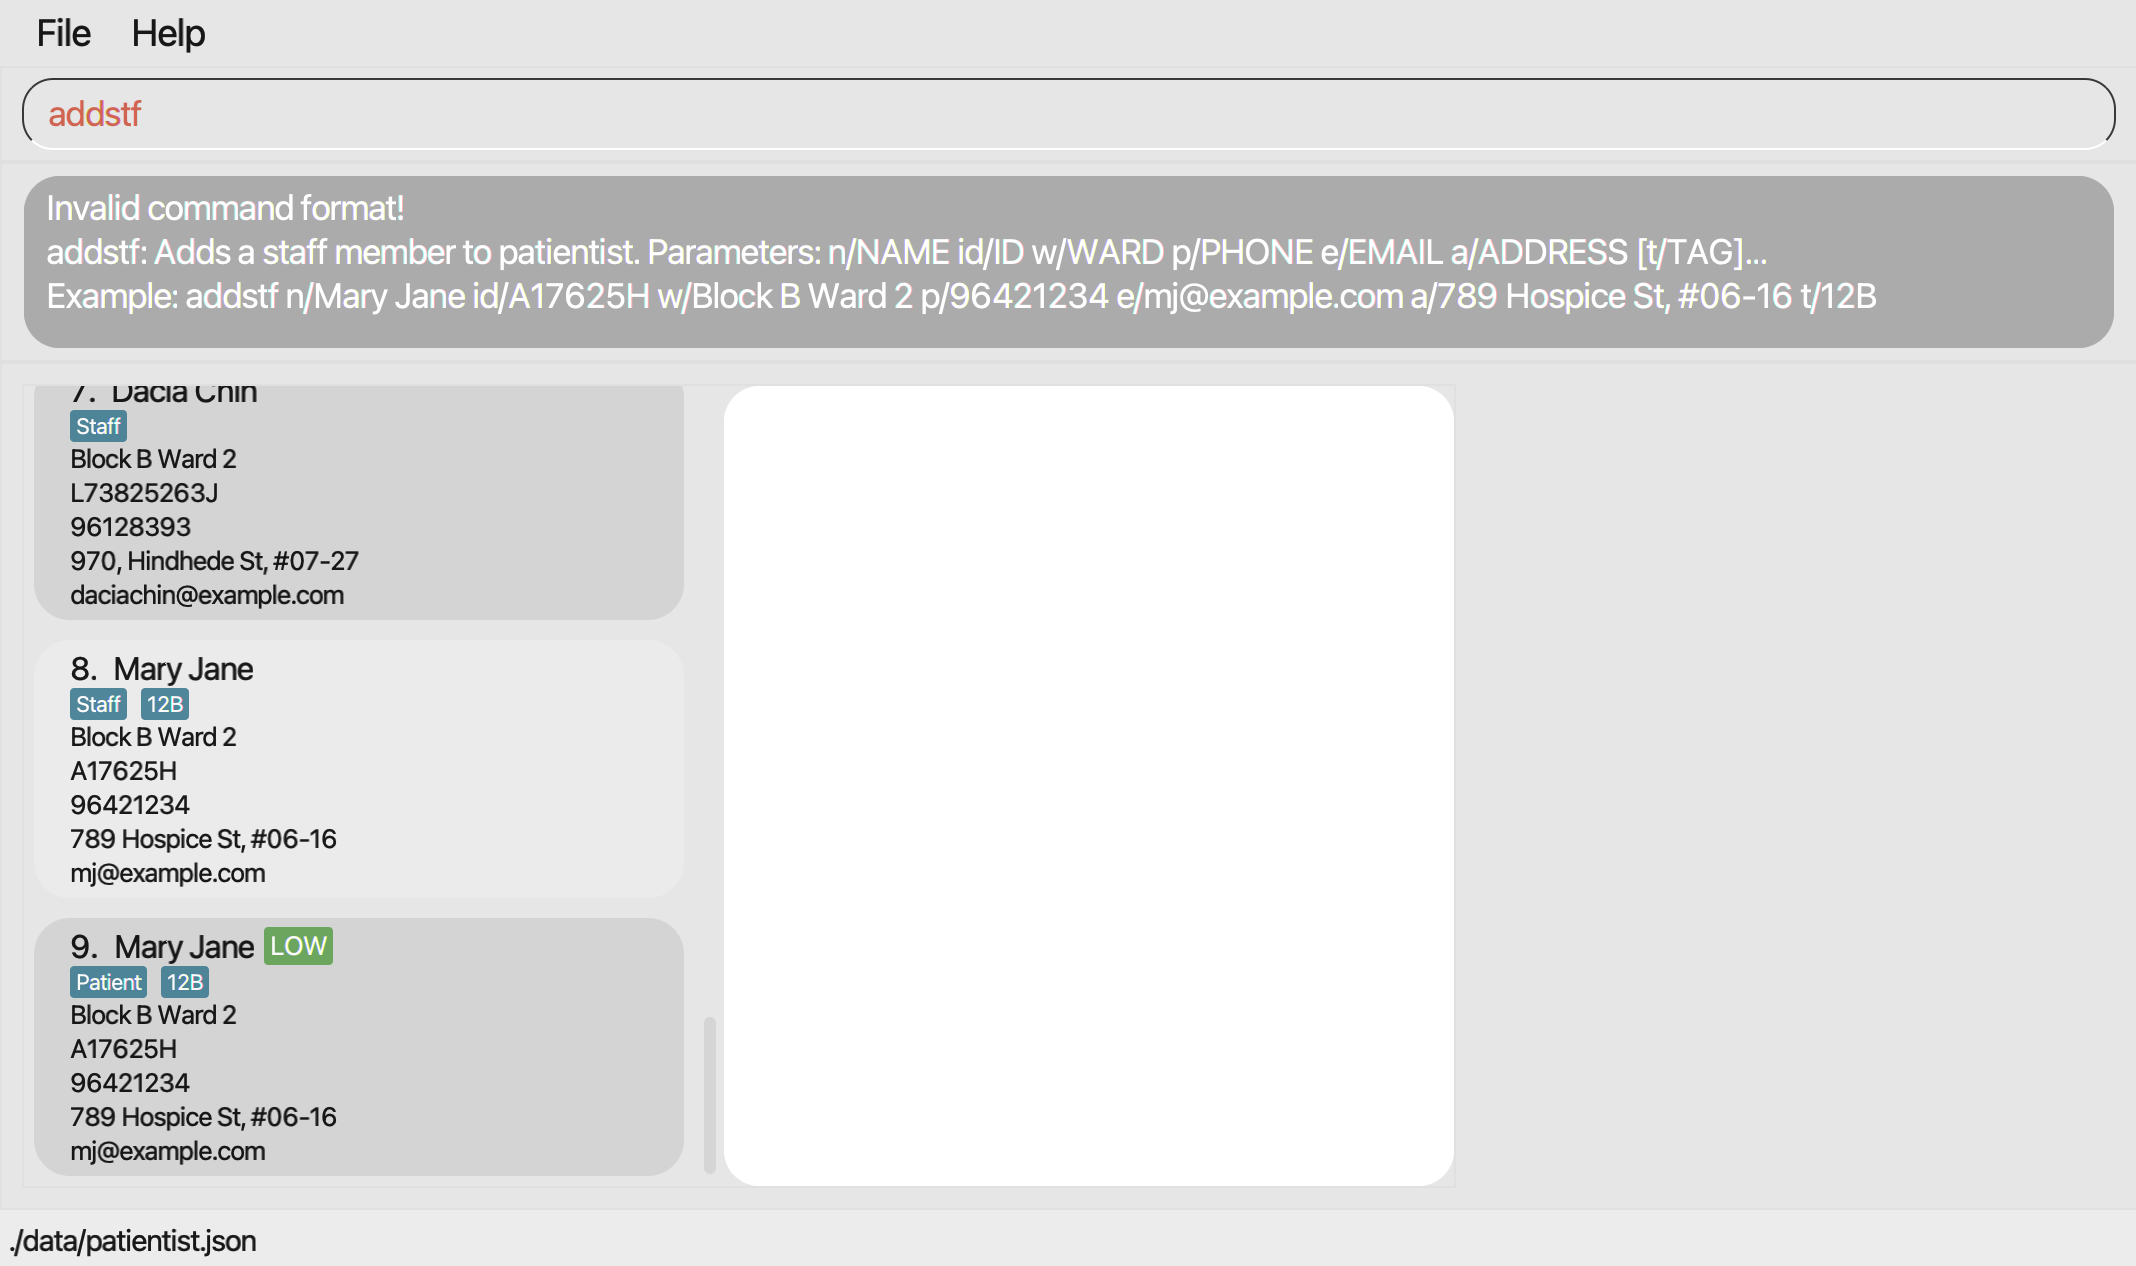 File Help
addstf
Invalid command format!
addstf: Adds a staff member to patientist. Parameters: n/NAME id/ID w/WARD p/PHONE e/EMAIL a/ADDRESS [t/TAG]...
Example: addstf n/Mary Jane id/A17625H w/Block B Ward 2 p/96421234 e/mj@example.com a/789 Hospice St, #06-16 t/12B
7. Dacia Chin
Staff
Block B Ward 2
L73825263J
96128393
970, Hindhede St, #07-27
daciachin@example.com
8. Mary Jane
Staff 12B
Block B Ward 2
A17625H
96421234
789 Hospice St, #06-16
mj@example.com
9. Mary Jane LOW
Patient 12B
Block B Ward 2
A17625H
96421234
789 Hospice St, #06-16
mj@example.com
./data/patientist.json